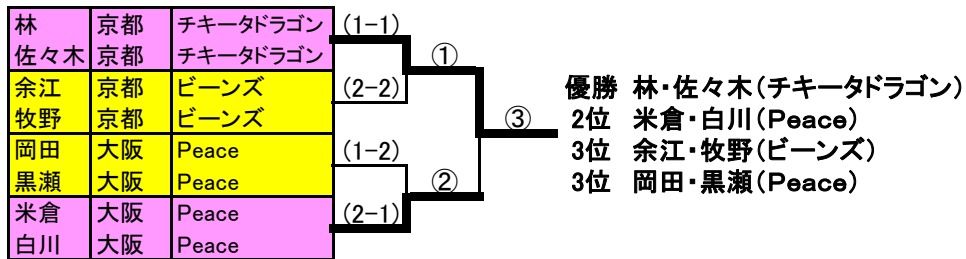 林 京都 チキータドラゴン (1-1)
佐々木 京都 チキータドラゴン
①
余江 京都 ビーンズ (2-2)
牧野 京都 ビーンズ
③
岡田 大阪 Peace (1-2)
黒瀬 大阪 Peace
②
米倉 大阪 Peace (2-1)
白川 大阪 Peace
優勝 林・佐々木(チキータドラゴン)
2位 米倉・白川(Peace)
3位 余江・牧野(ビーンズ)
3位 岡田・黒瀬(Peace)